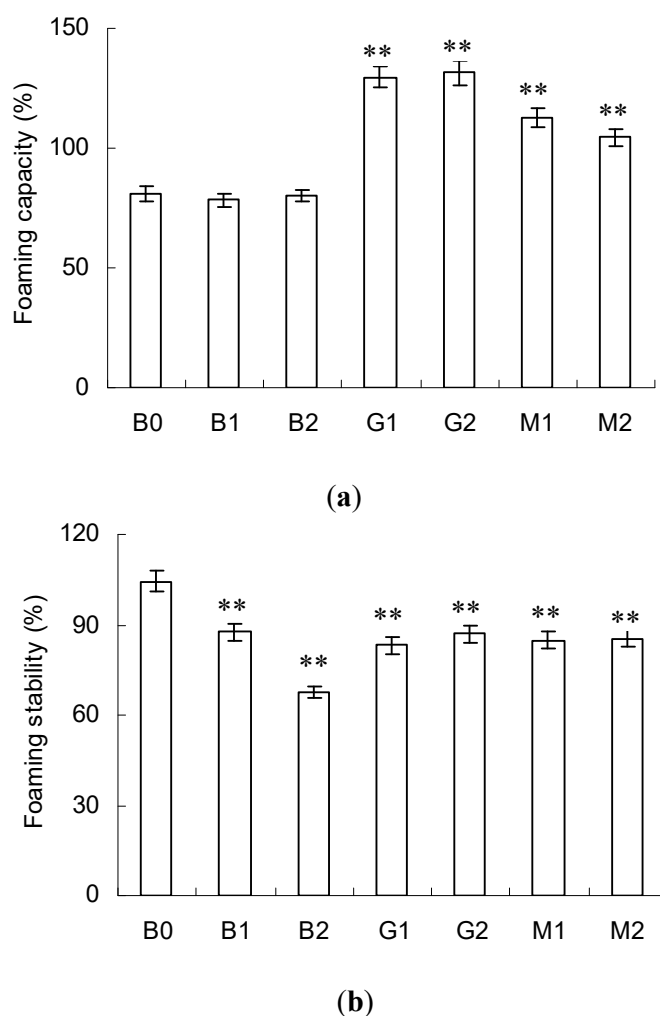 150
** **
**
**
100
50
0
Foaming capacity (%)
B0 B1 B2 G1 G2 M1 M2
(a)
120
** ** ** ** **
90
**
60
30
0
Foaming stability (%)
B0 B1 B2 G1 G2 M1 M2
(b)